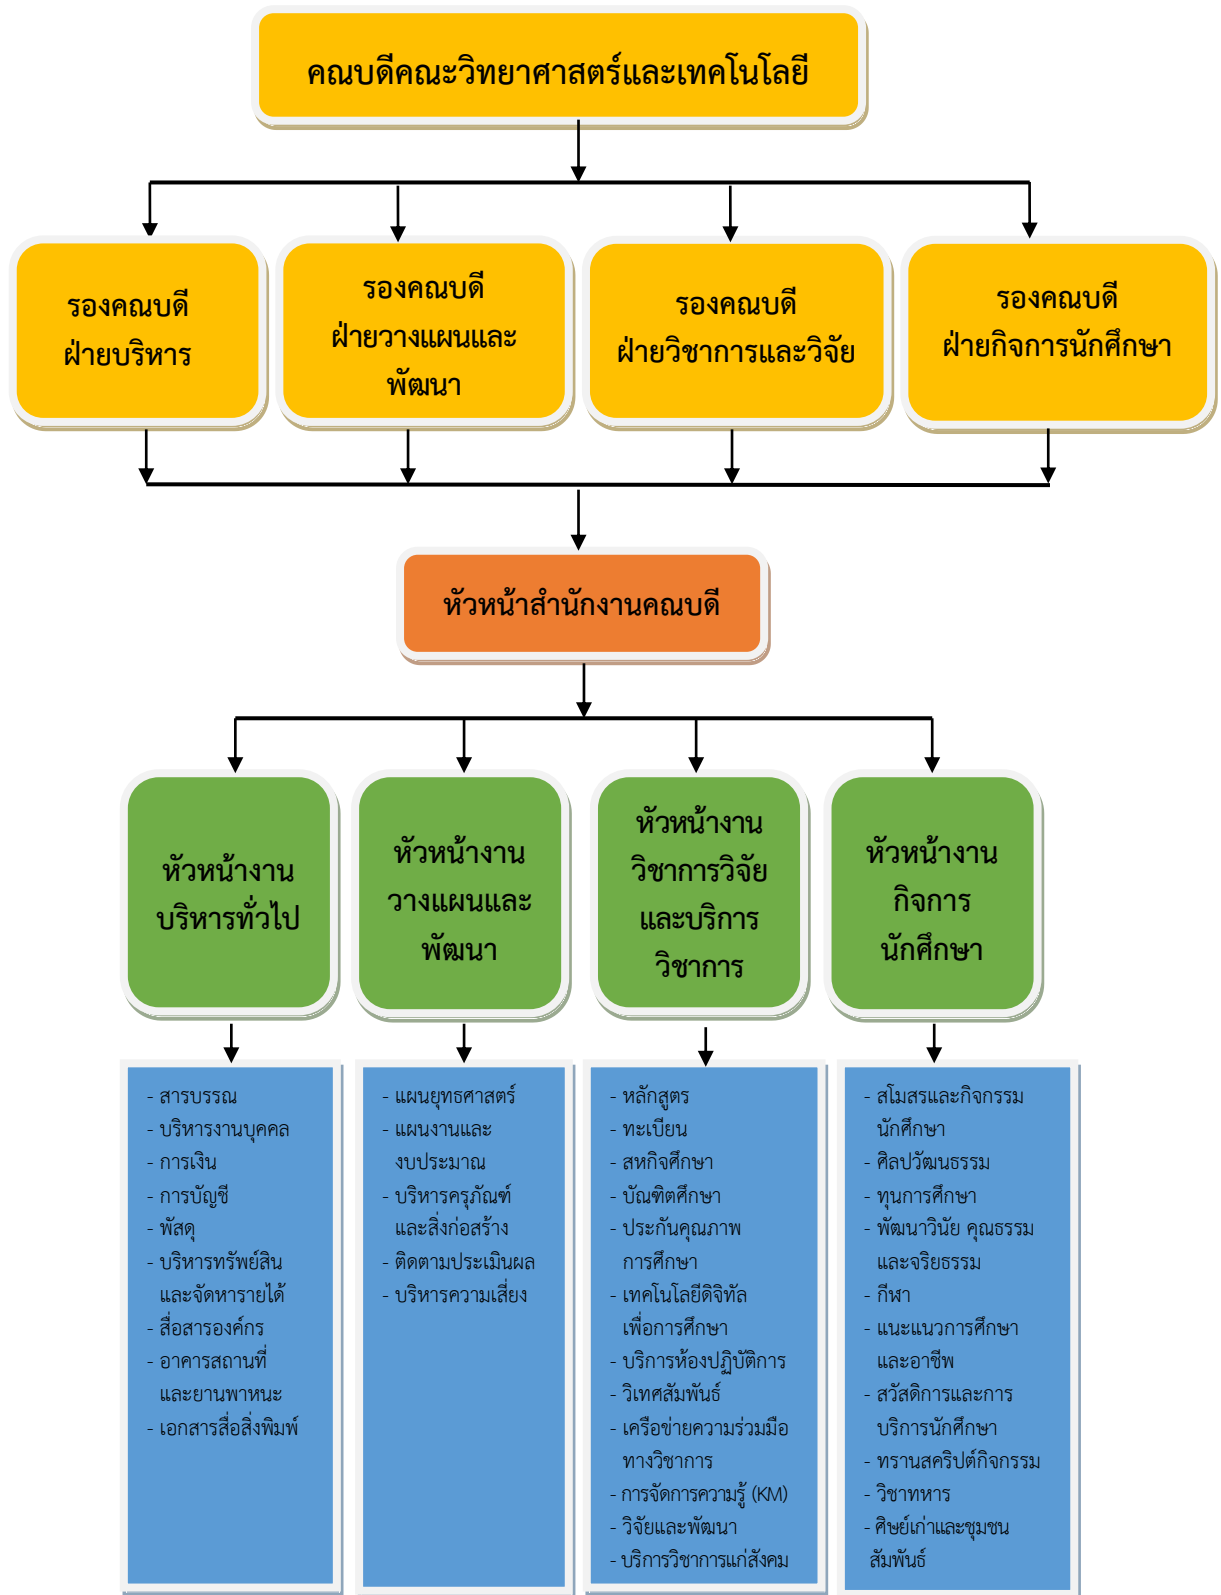 คณบดีคณะวิทยาศาสตร์และเทคโนโลยี
รองคณบดี
ฝ่ายบริหาร
รองคณบดี
ฝ่ายวางแผนและ
พัฒนา
รองคณบดี
ฝ่ายวิชาการและวิจัย
รองคณบดี
ฝ่ายกิจการนักศึกษา
หัวหน้าสำนักงานคณบดี
หัวหน้างาน
บริหารทั่วไป
หัวหน้างาน
วางแผนและ
พัฒนา
หัวหน้างาน
วิชาการวิจัย
และบริการ
วิชาการ
หัวหน้างาน
กิจการ
นักศึกษา
- สารบรรณ
- บริหารงานบุคคล
- การเงิน
- การบัญชี
- พัสดุ
- บริหารทรัพย์สิน
และจัดหารายได้
- สื่อสารองค์กร
- อาคารสถานที่
และยานพาหนะ
- เอกสารสื่อสิ่งพิมพ์
- แผนยุทธศาสตร์
- แผนงานและ
งบประมาณ
- บริหารครุภัณฑ์
และสิ่งก่อสร้าง
- ติดตามประเมินผล
- บริหารความเสี่ยง
- หลักสูตร
- ทะเบียน
- สหกิจศึกษา
- บัณฑิตศึกษา
- ประกันคุณภาพ
การศึกษา
- เทคโนโลยีดิจิทัล
เพื่อการศึกษา
- บริการห้องปฏิบัติการ
- วิเทศสัมพันธ์
- เครือข่ายความร่วมมือ
ทางวิชาการ
- การจัดการความรู้ (KM)
- วิจัยและพัฒนา
- บริการวิชาการแก่สังคม
- สโมสรและกิจกรรม
นักศึกษา
- ศิลปวัฒนธรรม
- ทุนการศึกษา
- พัฒนาวินัย คุณธรรม
และจริยธรรม
- กีฬา
- แนะแนวการศึกษา
และอาชีพ
- สวัสดิการและการ
บริการนักศึกษา
- ทรานสคริปต์กิจกรรม
- วิชาทหาร
- ศิษย์เก่าและชุมชน
สัมพันธ์